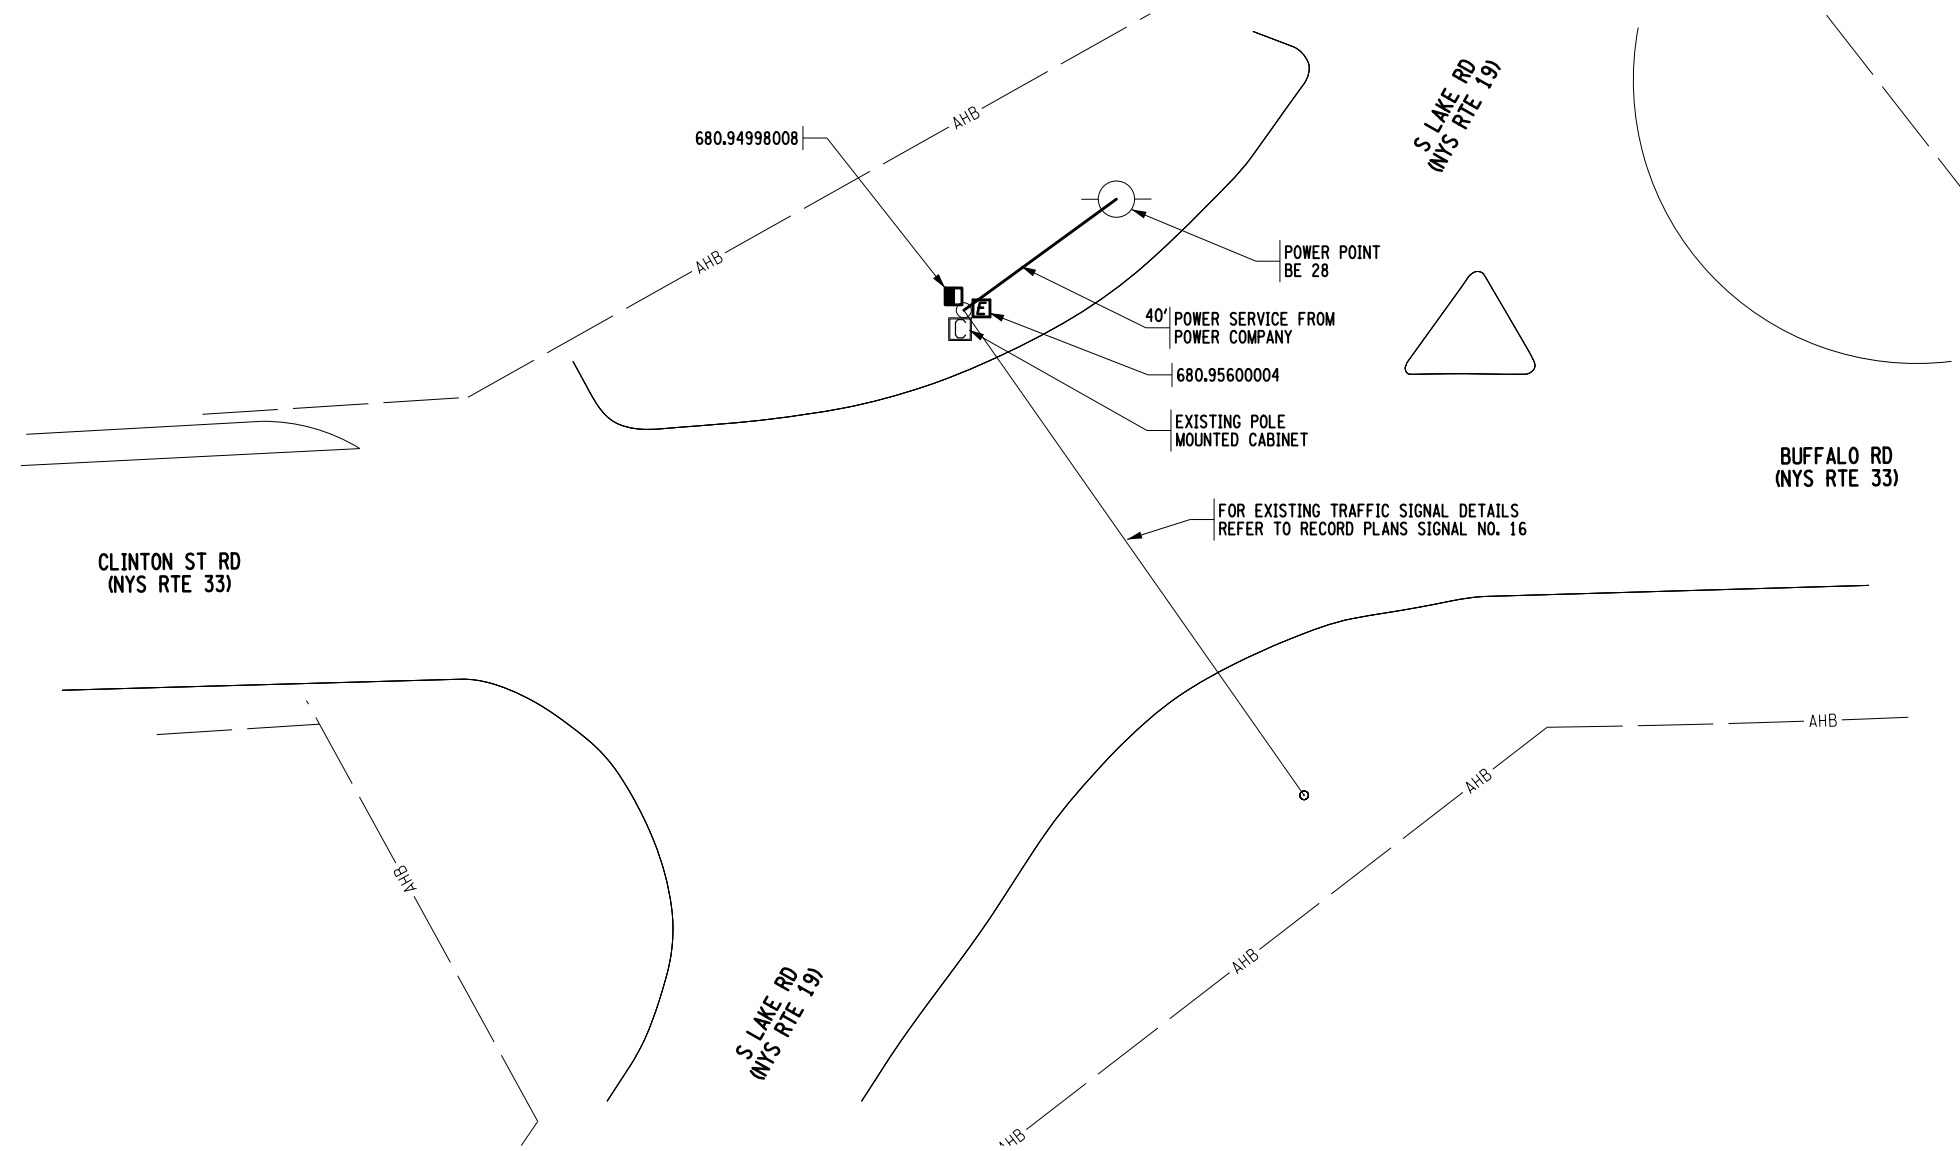 S LAKE RD
(NYS RTE 19)
AHB
680.94998008
AHB
POWER POINT
BE 28
E
40' POWER SERVICE FROM
POWER COMPANY
C
680.95600004
EXISTING POLE
MOUNTED CABINET
BUFFALO RD
(NYS RTE 33)
FOR EXISTING TRAFFIC SIGNAL DETAILS
REFER TO RECORD PLANS SIGNAL NO. 16
CLINTON ST RD
(NYS RTE 33)
AHB
AHB
AHB
AHB
S LAKE RD
(NYS RTE 19)
AHB